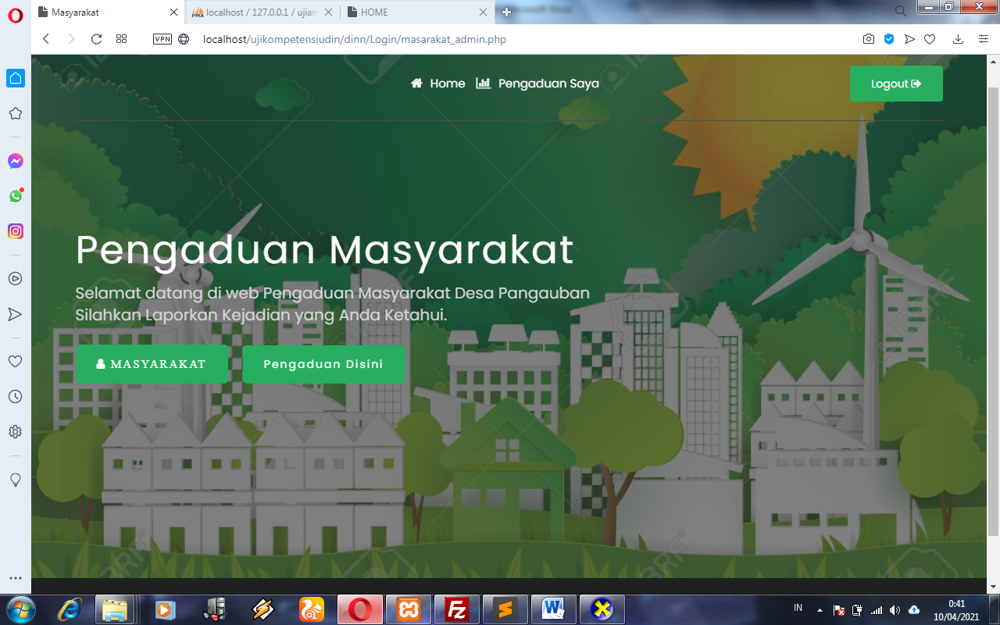 Masyarakat
localhost / 127.0.0.1 / ujian
HOME
VPN
localhost/ujikompetensiudin/dinn/Login/masarakat_admin.php
Home
Pengaduan Saya
Logout
Pengaduan Masyarakat
Selamat datang di web Pengaduan Masyarakat Desa Pangauban
Silahkan Laporkan Kejadian yang Anda Ketahui.
MASYARAKAT
Pengaduan Disini
IN
0:41
10/04/2021